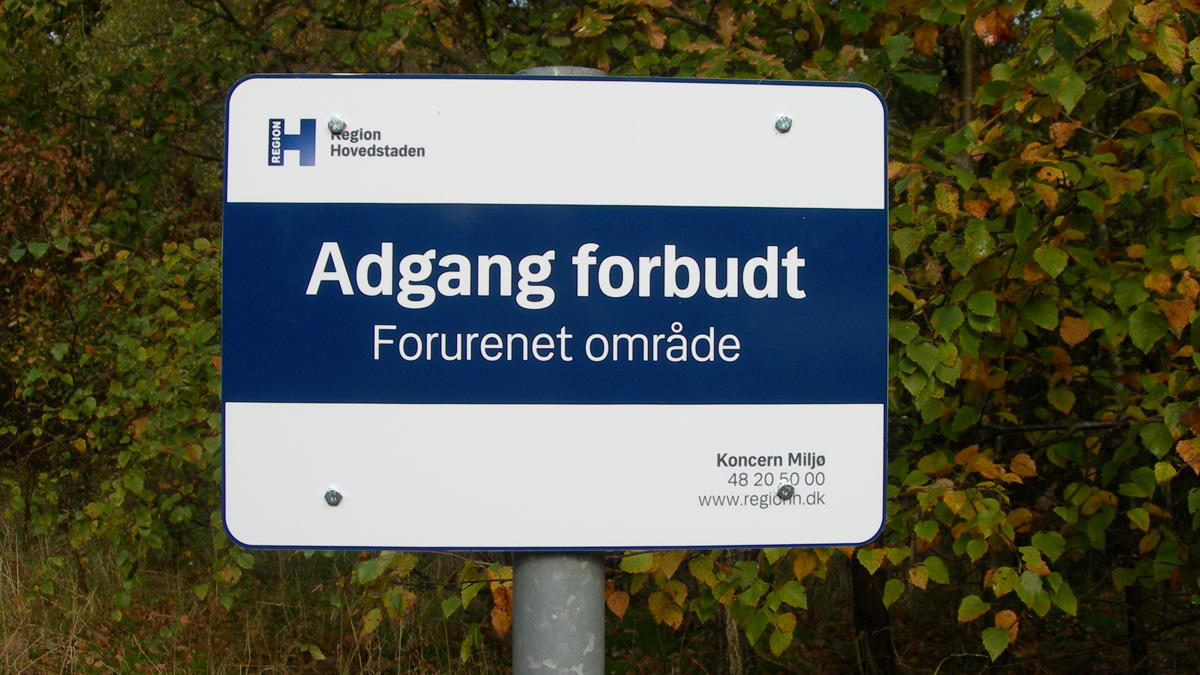 REGION
H
Region
Hovedstaden
Adgang forbudt
Forurenet område
Koncern Miljø
48 20 50 00
www.regionh.dk